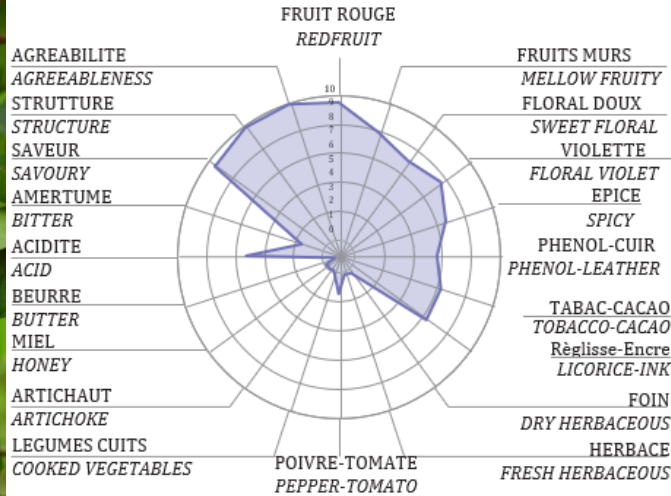 FRUIT ROUGE
REDFRUIT
AGREABILITE
AGREEABLENESS
STRUTTURE
STRUCTURE
SAVEUR
SAVOURY
AMERTUME
BITTER
ACIDITE
ACID
BEURRE
BUTTER
MIEL
HONEY
ARTICHAUT
ARTICHOKE
LEGUMES CUITS
COOKED VEGETABLES
10
9
8
7
6
5
4
3
2
1
0
POIVRE-TOMATE
PEPPER-TOMATO
FRUITS MURS
MELLOW FRUITY
FLORAL DOUX
SWEET FLORAL
VIOLETTE
FLORAL VIOLET
EPICE
SPICY
PHENOL-CUIR
PHENOL-LEATHER
TABAC-CACAO
TOBACCO-CACAO
Règlisse-Encre
LICORICE-INK
FOIN
DRY HERBACEOUS
HERBACE
FRESH HERBACEOUS